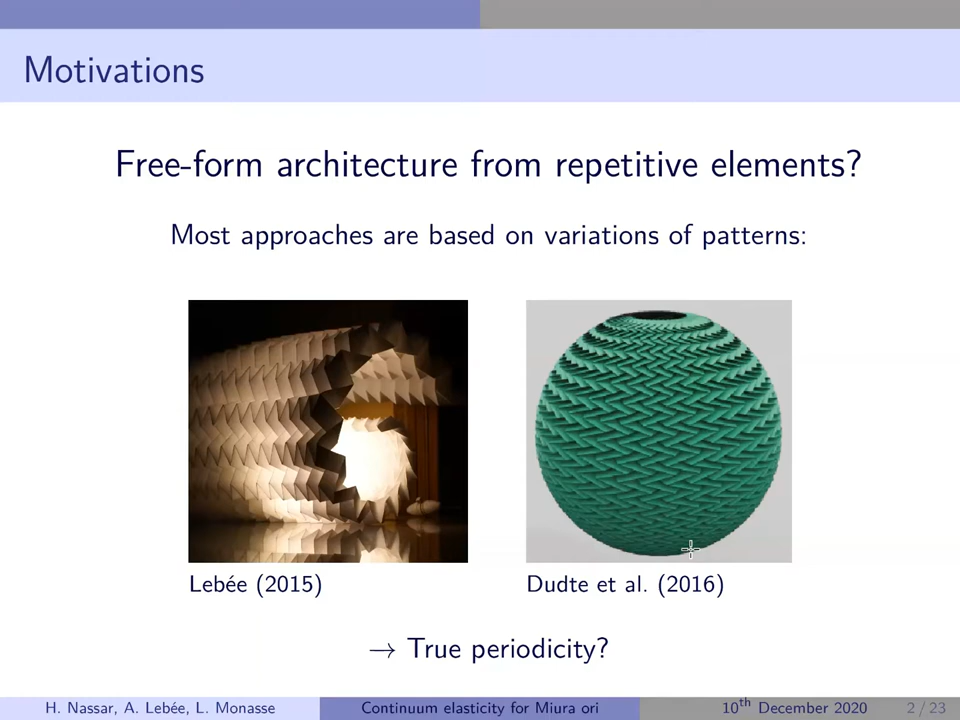 Motivations
Free-form architecture from repetitive elements?
Most approaches are based on variations of patterns:
Lebée (2015)
Dudte et al. (2016)
→ True periodicity?
H. Nassar, A. Lebée, L. Monasse
Continuum elasticity for Miura ori
10th December 2020
2 / 23